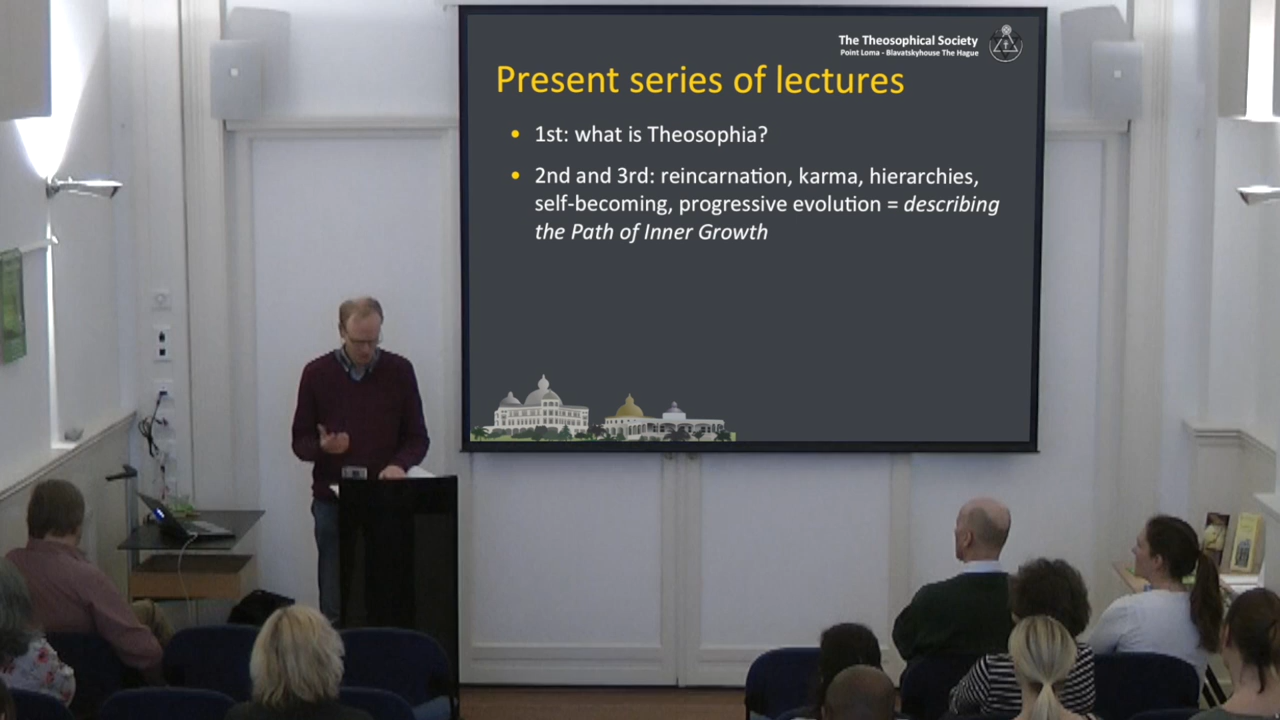 The Theosophical Society
Point Loma - Blavatskyhouse The Hague
Present series of lectures
• 1st: what is Theosophia?
• 2nd and 3rd: reincarnation, karma, hierarchies,
self-becoming, progressive evolution = describing
the Path of Inner Growth